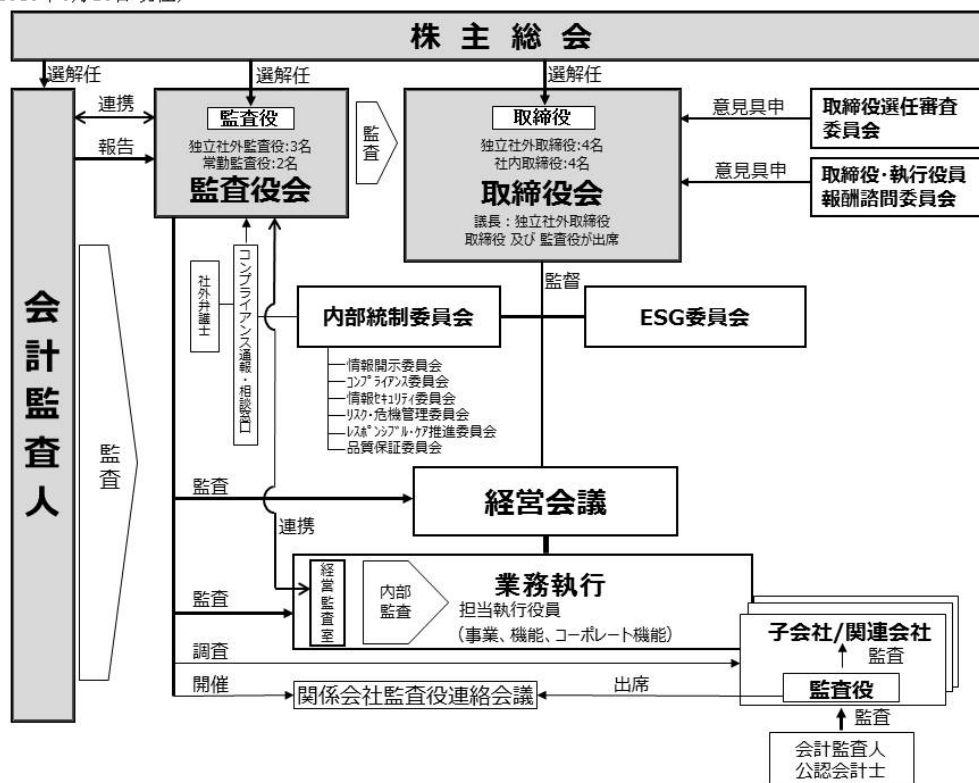 株主総会
選解任
選解任
選解任
連携
報告
監査役
独立社外監査役:3名
常勤監査役:2名
監査役会
監査
取締役
独立社外取締役:4名
社内取締役:4名
取締役会
議長：独立社外取締役
取締役 及び 監査役が出席
意見具申
取締役選任審査
委員会
意見具申
取締役・執行役員
報酬諮問委員会
会計監査人
監査
社外弁護士
コンプライアンス通報・相談窓口
監督
内部統制委員会
ESG委員会
情報開示委員会
コンプライアンス委員会
情報セキュリティ委員会
リスク・危機管理委員会
レスポンシブル・ケア推進委員会
品質保証委員会
監査
経営会議
連携
監査
経営監査室
内部
監査
業務執行
担当執行役員
（事業、機能、コーポレート機能）
調査
子会社/関連会社
監査
監査役
開催
関係会社監査役連絡会議
出席
監査
会計監査人
公認会計士